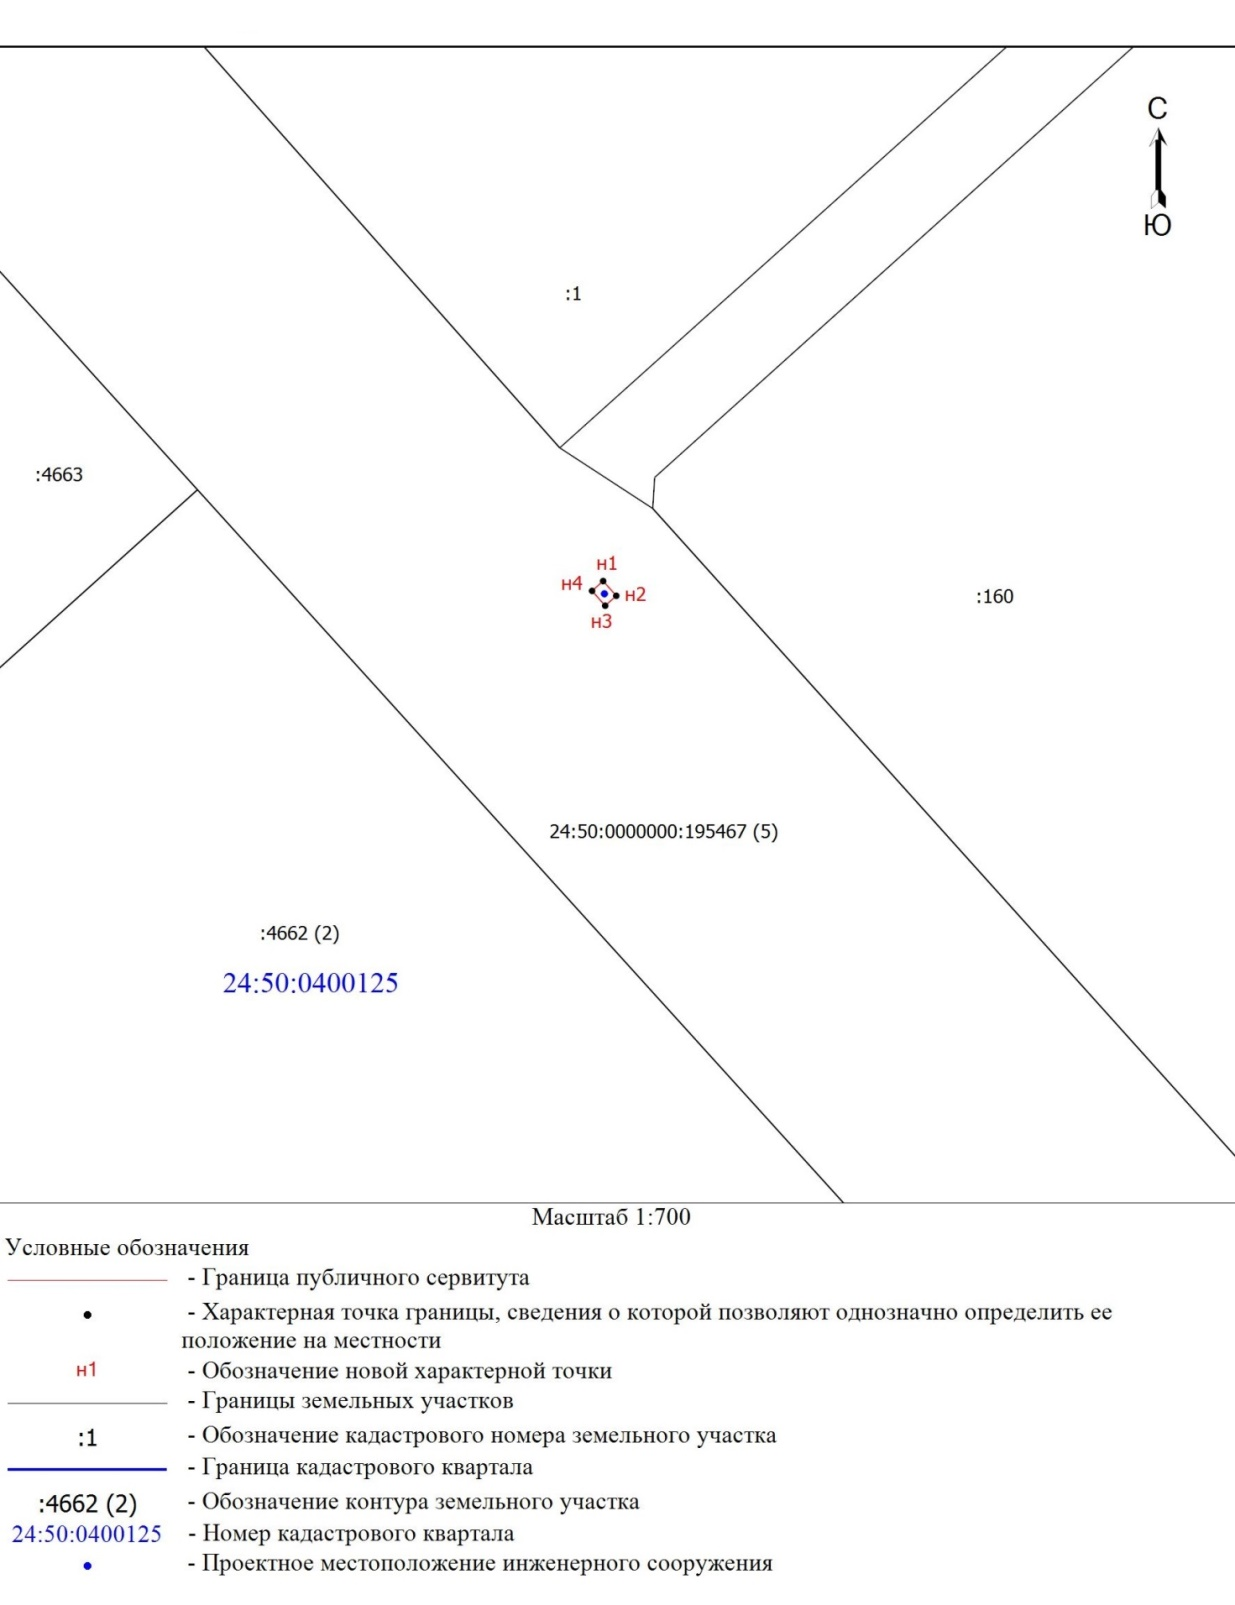 С
Ю
:1
:4663
н1
н4
н2
н3
:160
24:50:0000000:195467 (5)
:4662 (2)
24:50:0400125
Масштаб 1:700
Условные обозначения
- Граница публичного сервитута
- Характерная точка границы, сведения о которой позволяют однозначно определить ее
положение на местности
н1 - Обозначение новой характерной точки
- Границы земельных участков
:1 - Обозначение кадастрового номера земельного участка
- Граница кадастрового квартала
:4662 (2) - Обозначение контура земельного участка
24:50:0400125 - Номер кадастрового квартала
- Проектное местоположение инженерного сооружения